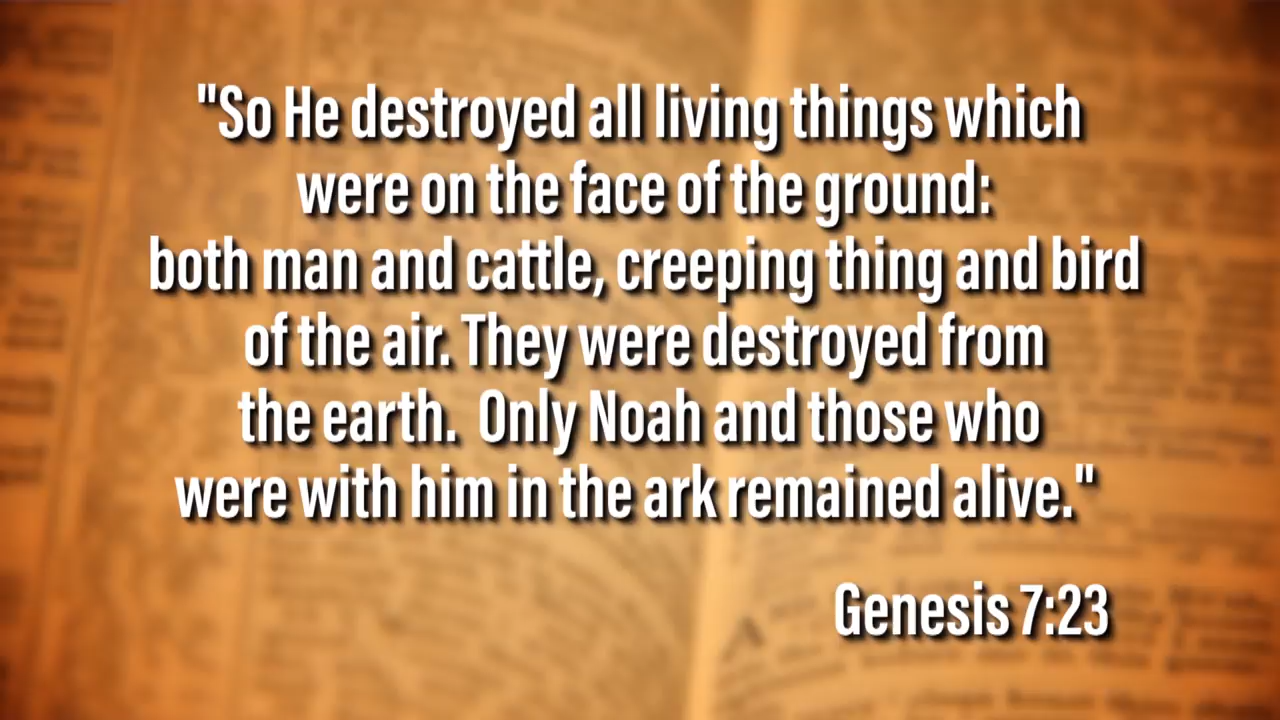 "So He destroyed all living things which
were on the face of the ground:
both man and cattle, creeping thing and bird
of the air. They were destroyed from
the earth.  Only Noah and those who
were with him in the ark remained alive."
Genesis 7:23